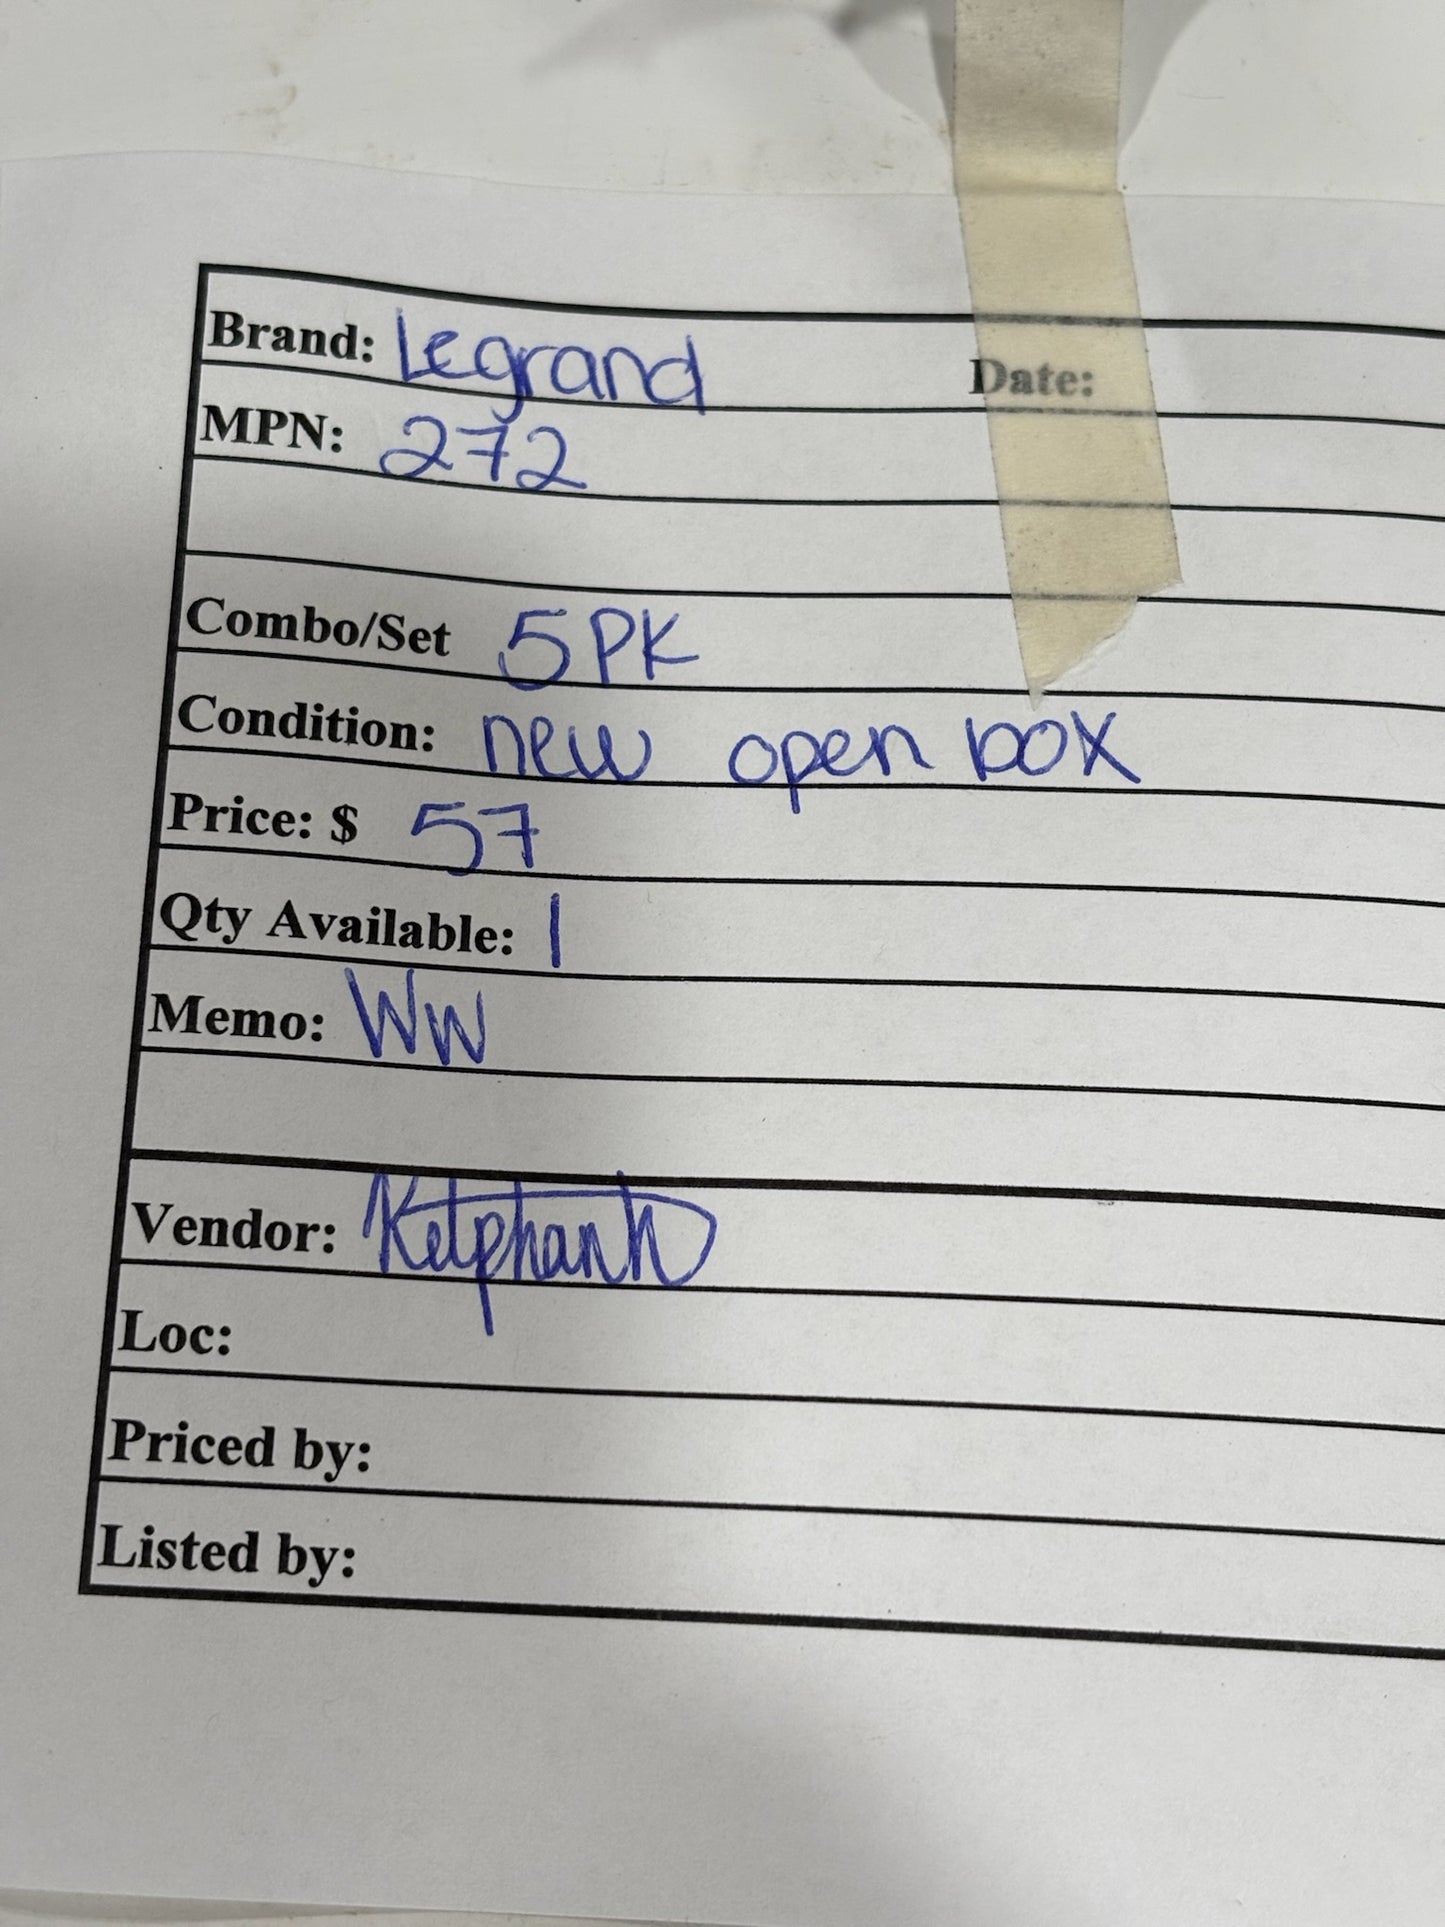 Brand: Legrand Date:
MPN: 272
Combo/Set 5PK
Condition: new open box
Price: $ 57
Qty Available: 1
Memo: WW
Vendor:
Loc:
Priced by:
Listed by: